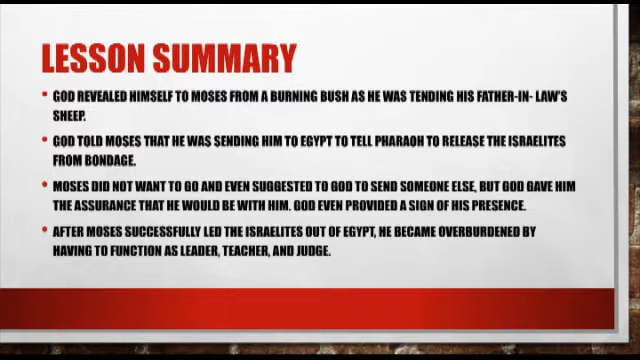 LESSON SUMMARY
• GOD REVEALED HIMSELF TO MOSES FROM A BURNING BUSH AS HE WAS TENDING HIS FATHER-IN- LAW'S
SHEEP.
• GOD TOLD MOSES THAT HE WAS SENDING HIM TO EGYPT TO TELL PHARAOH TO RELEASE THE ISRAELITES
FROM BONDAGE.
• MOSES DID NOT WANT TO GO AND EVEN SUGGESTED TO GOD TO SEND SOMEONE ELSE, BUT GOD GAVE HIM
THE ASSURANCE THAT HE WOULD BE WITH HIM. GOD EVEN PROVIDED A SIGN OF HIS PRESENCE.
• AFTER MOSES SUCCESSFULLY LED THE ISRAELITES OUT OF EGYPT, HE BECAME OVERBURDENED BY
HAVING TO FUNCTION AS LEADER, TEACHER, AND JUDGE.